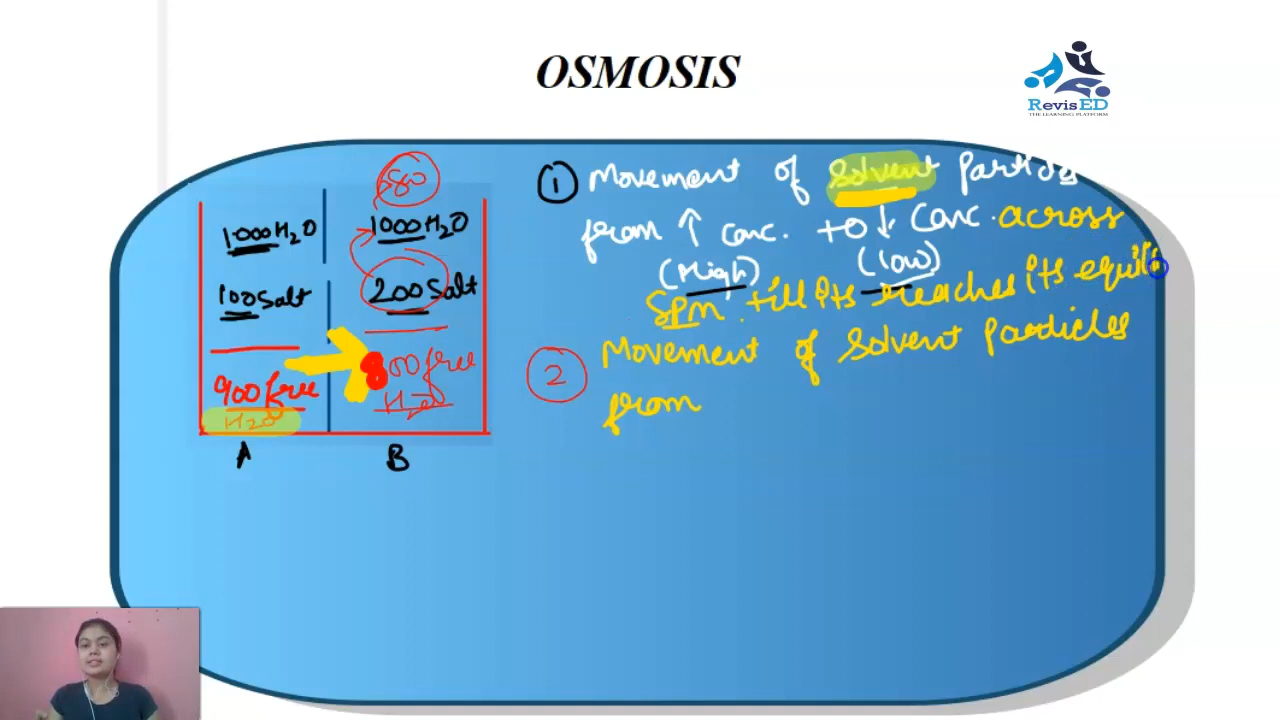 OSMOSIS
RevisED
THE LEARNING PLATFORM
1000 H2O
100 Salt
900 free
H2O
A
1000 H2O
200 Salt
800 free
H2O
B
① Movement of Solvent Particles
from ↑ Conc. to ↓ Conc. across
(High) (low)
SPM till its reaches its equili
② Movement of Solvent Particles
from